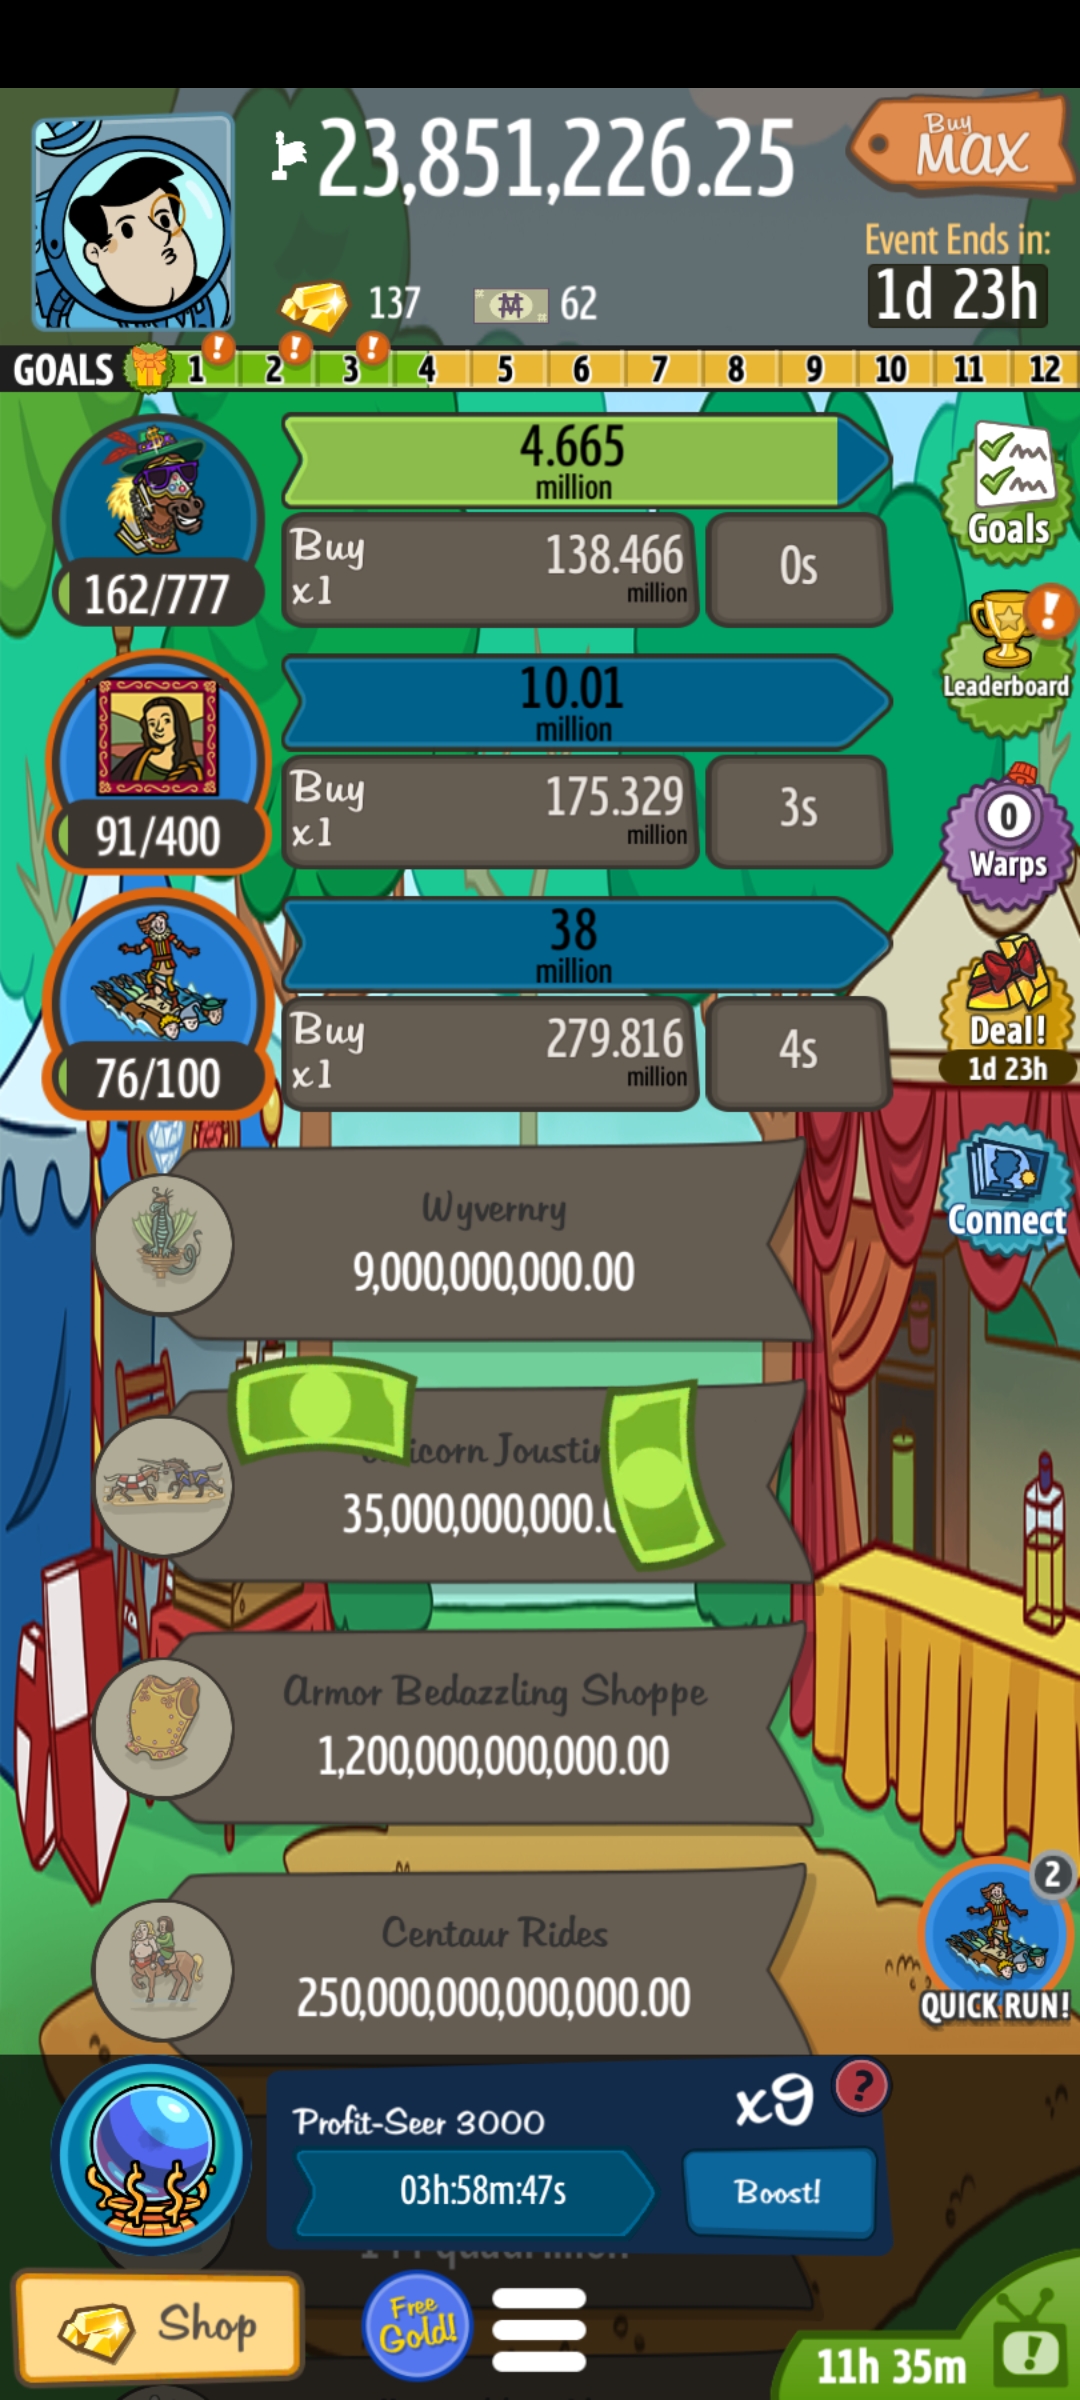 23,851,226.25
Buy
MAX
Event Ends in:
1d 23h
137
62
GOALS 1 ! 2 ! 3 ! 4 5 6 7 8 9 10 11 12
4.665
million
Buy
x1
138.466
million
0s
162/777
Goals
10.01
million
Buy
x1
175.329
million
3s
91/400
!
Leaderboard
0
Warps
38
million
Buy
x1
279.816
million
4s
76/100
Deal!
1d 23h
Connect
Wyvernry
9,000,000,000.00
icorn Joustin
35,000,000,000.
Armor Bedazzling Shoppe
1,200,000,000,000.00
Centaur Rides
250,000,000,000,000.00
2
QUICK RUN!
Profit-Seer 3000
x9
?
03h:58m:47s
Boost!
Shop
Free
Gold!
11h 35m
!